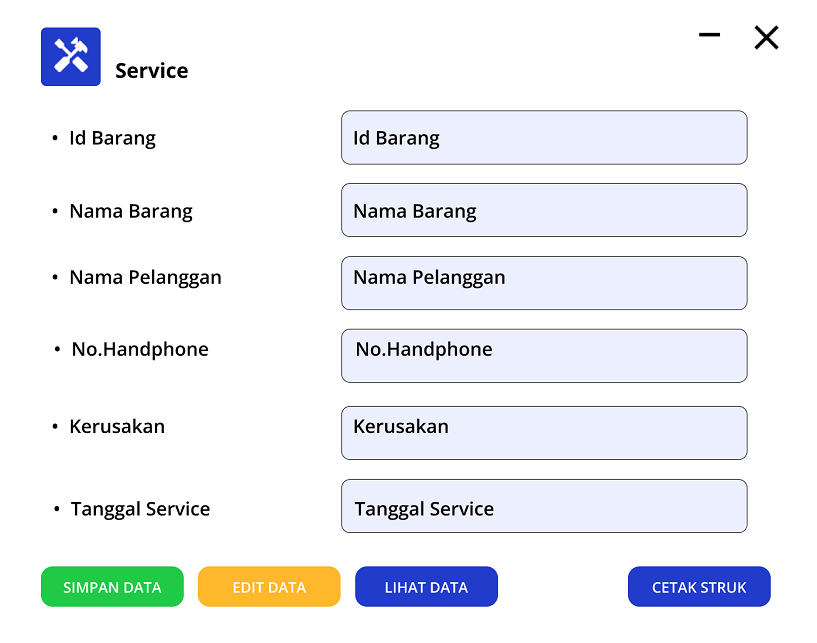 Service
• Id Barang
Id Barang
• Nama Barang
Nama Barang
• Nama Pelanggan
Nama Pelanggan
• No.Handphone
No.Handphone
• Kerusakan
Kerusakan
• Tanggal Service
Tanggal Service
SIMPAN DATA
EDIT DATA
LIHAT DATA
CETAK STRUK